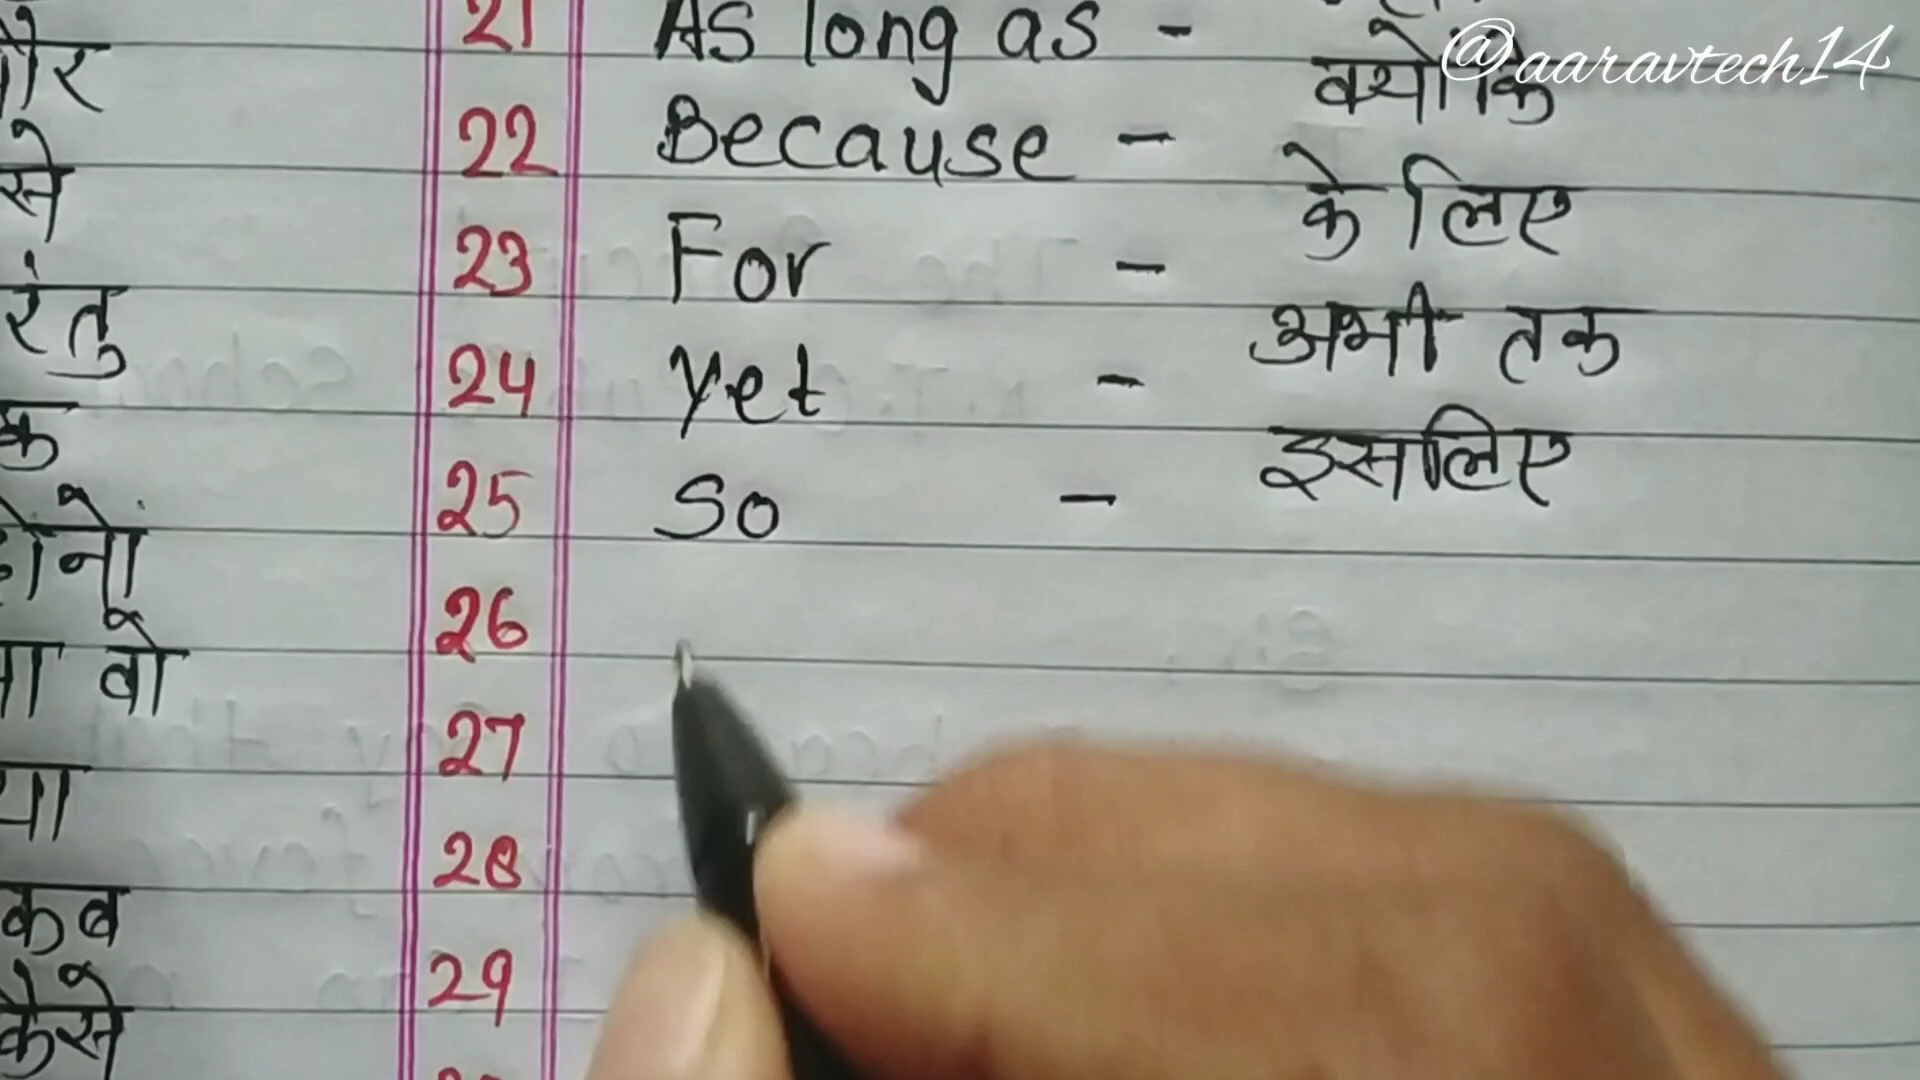 @aaravtech14
21 As long as -
22 Because - क्योंकि
23 For - के लिए
24 Yet - अभी तक
25 So - इसलिए
26
27
28
29
से
क
या
कब
कैसे